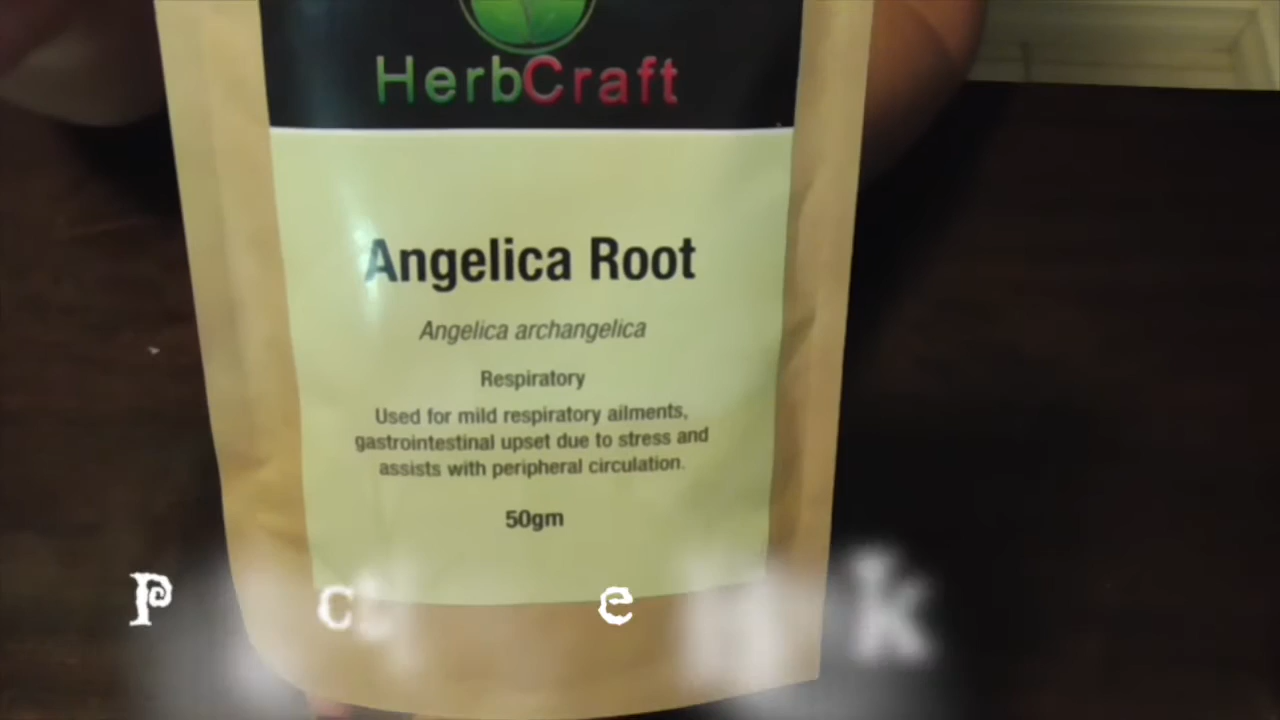 HerbCraft
Angelica Root
Angelica archangelica
Respiratory
Used for mild respiratory ailments,
gastrointestinal upset due to stress and
assists with peripheral circulation.
50gm